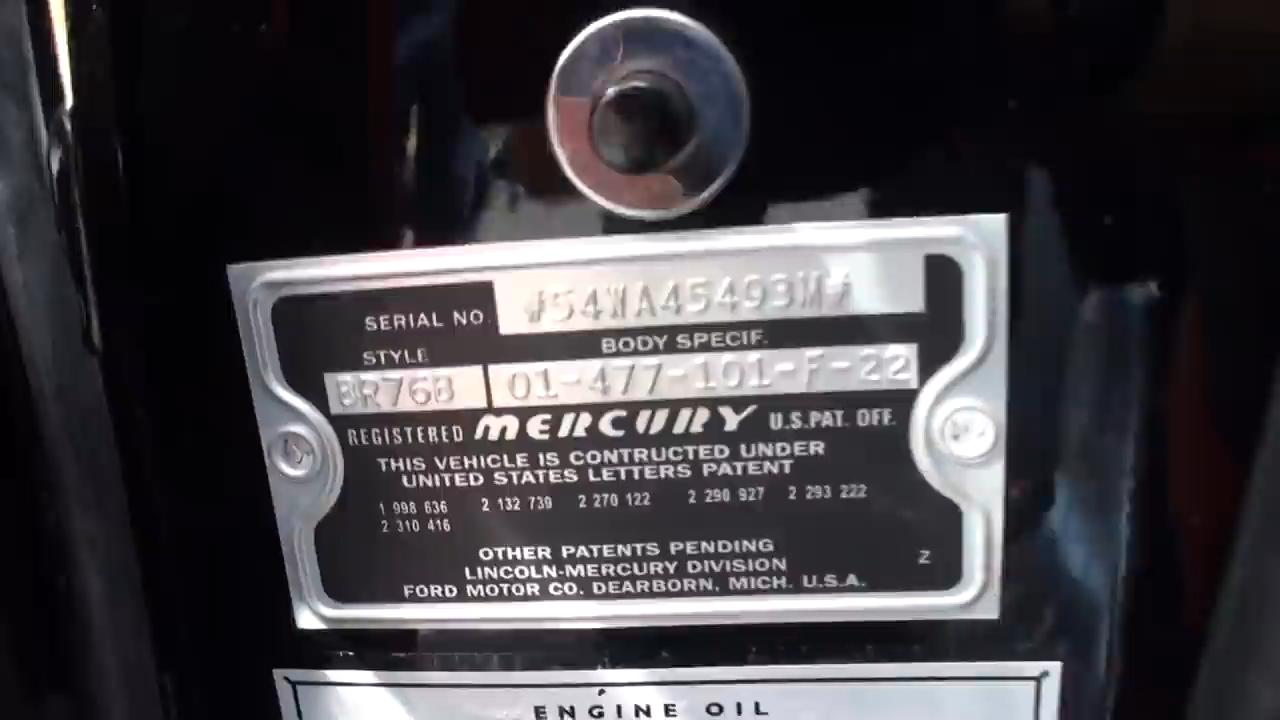 SERIAL NO. #54WA45493M#
STYLE BODY SPECIF.
BR76B 01-477-101-F-22
REGISTERED MERCURY U.S.PAT. OFF.
THIS VEHICLE IS CONTRUCTED UNDER
UNITED STATES LETTERS PATENT
1 998 636 2 132 739 2 270 122 2 290 927 2 293 222
2 310 416
OTHER PATENTS PENDING
LINCOLN-MERCURY DIVISION Z
FORD MOTOR CO. DEARBORN, MICH. U.S.A.
ENGINE OIL